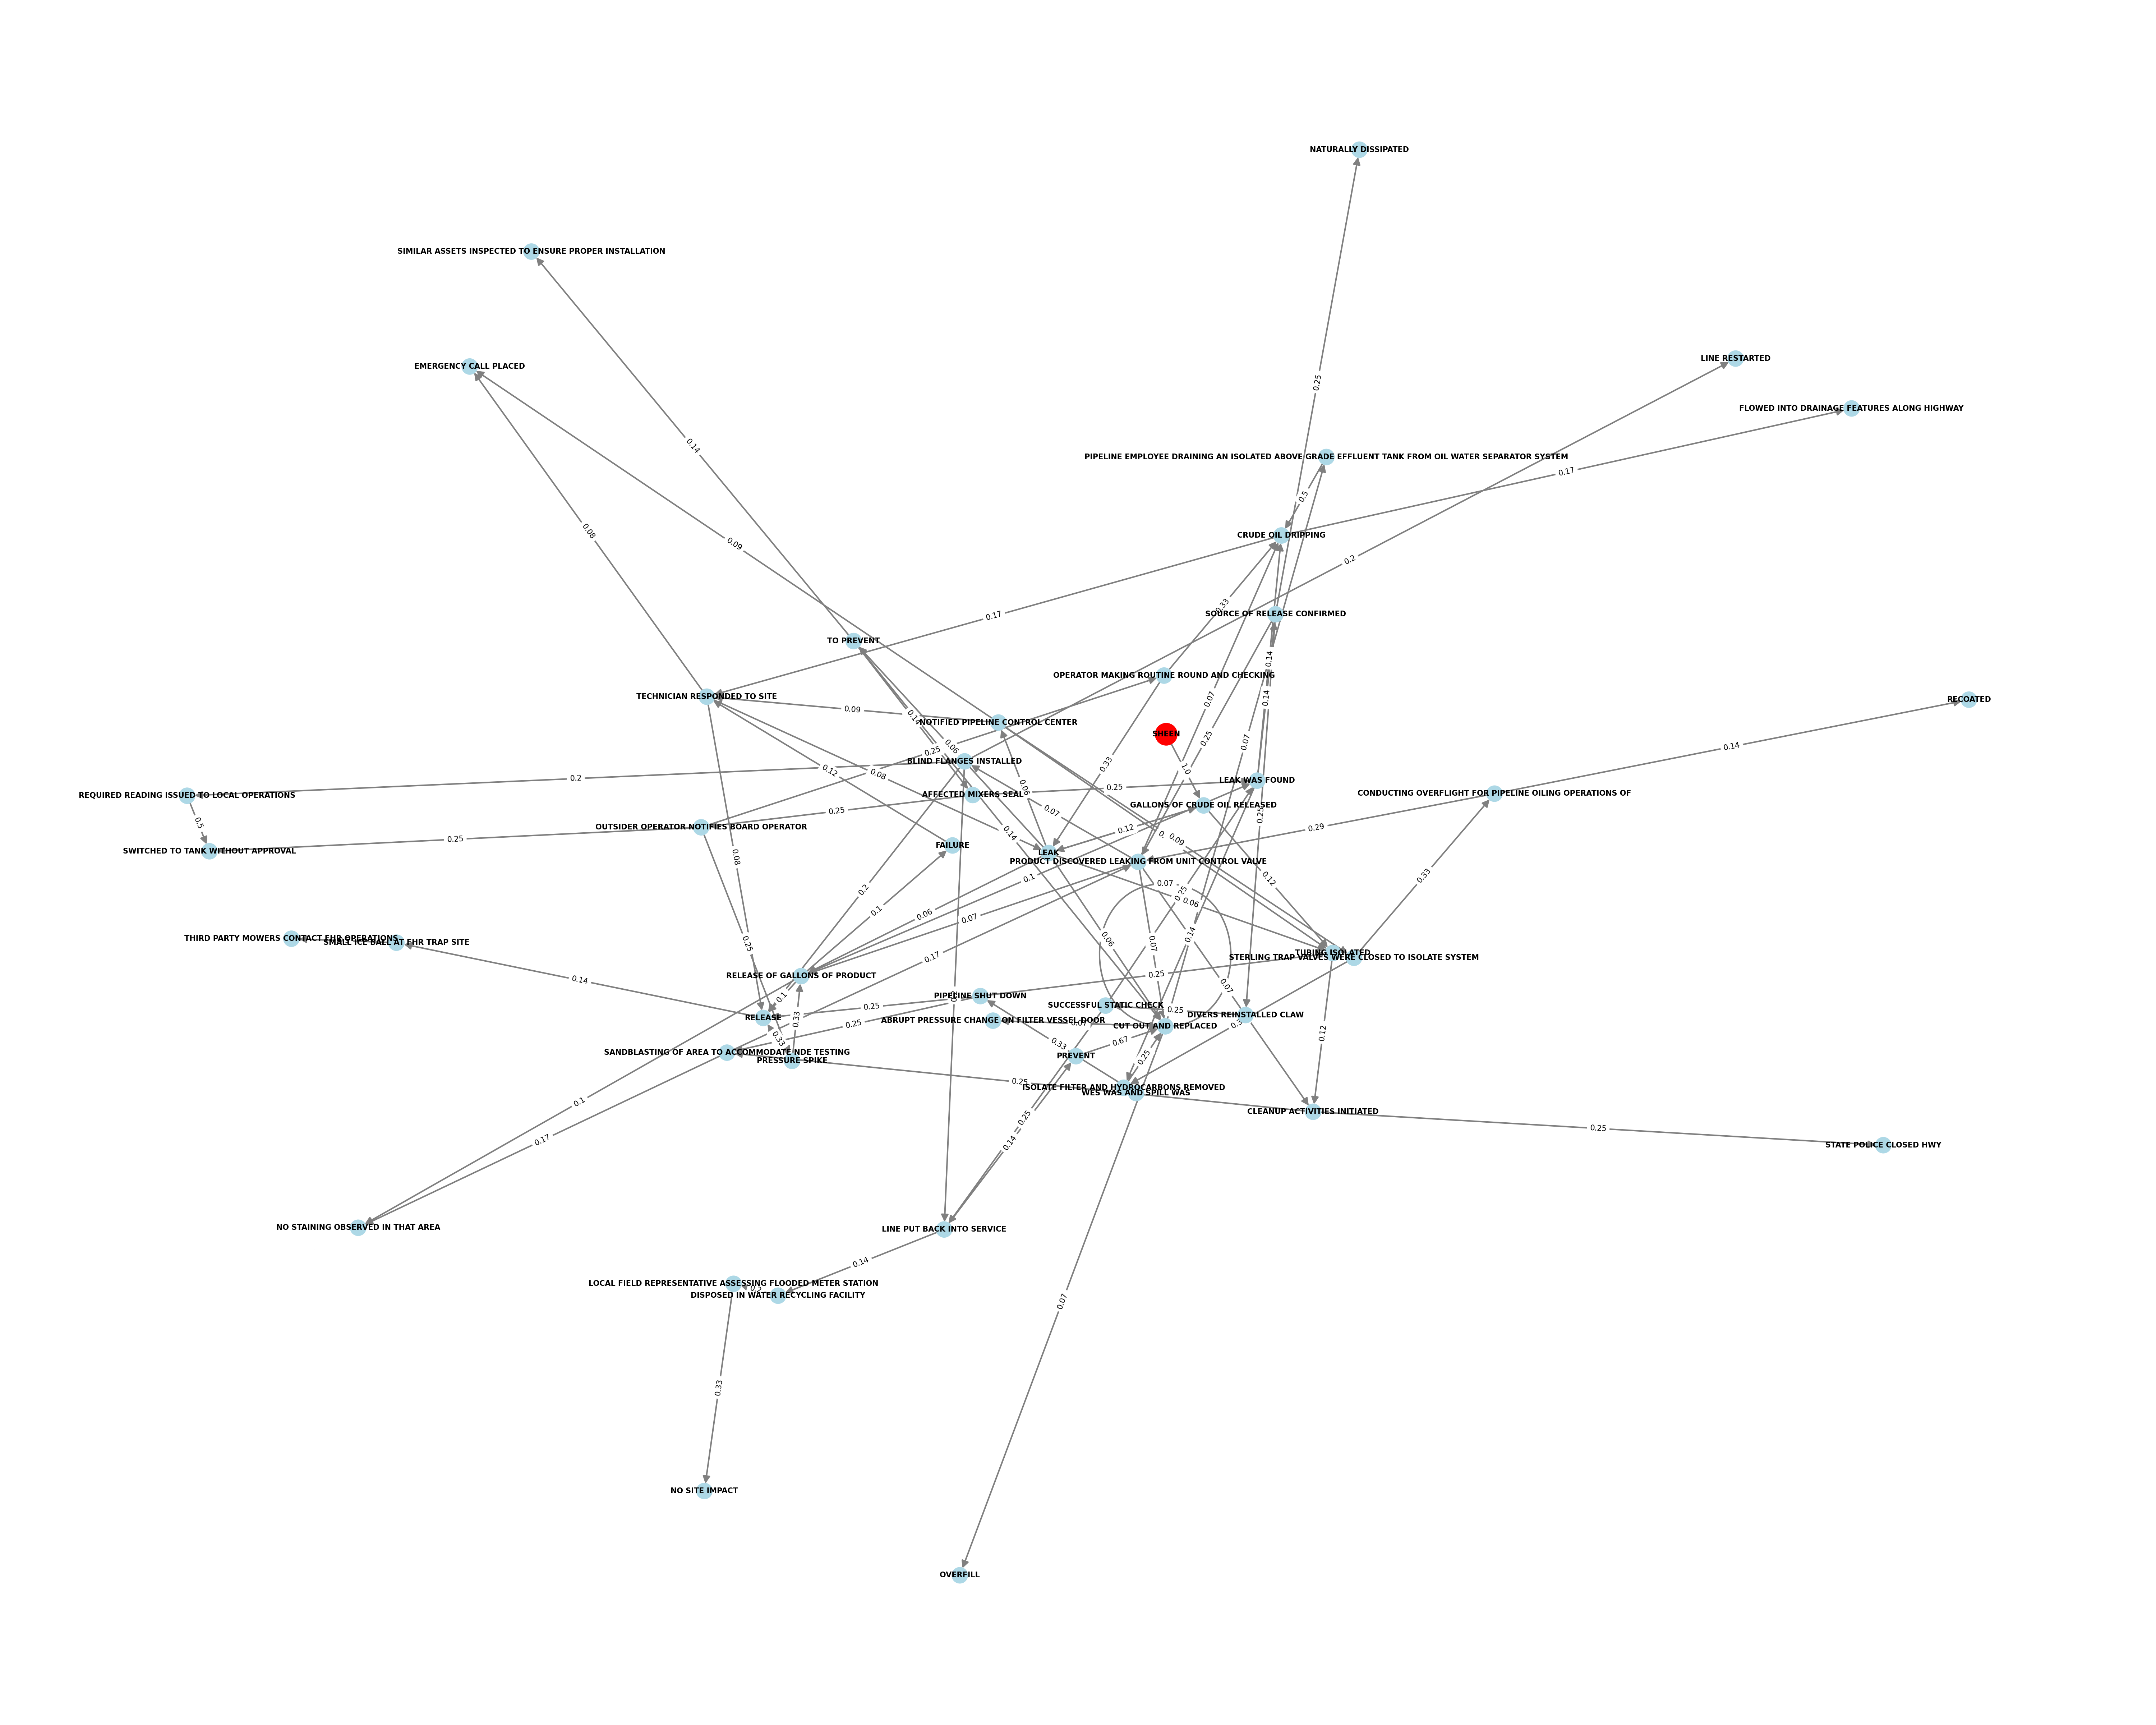 NATURALLY DISSIPATED
SIMILAR ASSETS INSPECTED TO ENSURE PROPER INSTALLATION
LINE RESTARTED
EMERGENCY CALL PLACED
0.25
FLOWED INTO DRAINAGE FEATURES ALONG HIGHWAY
0.14
PIPELINE EMPLOYEE DRAINING AN ISOLATED ABOVE GRADE EFFLUENT TANK FROM OIL WATER SEPARATOR SYSTEM
0.17
0.5
0.08
CRUDE OIL DRIPPING
0.09
0.2
0.33
SOURCE OF RELEASE CONFIRMED
0.17
TO PREVENT
0.14
OPERATOR MAKING ROUTINE ROUND AND CHECKING
TECHNICIAN RESPONDED TO SITE
0.14
0.07
RECOATED
0.09
NOTIFIED PIPELINE CONTROL CENTER
SHEEN
0.25
0.07
0.06
0.25
0.14
BLIND FLANGES INSTALLED
0.33
1.0
0.12
0.08
0.2
LEAK WAS FOUND
0.06
0.25
REQUIRED READING ISSUED TO LOCAL OPERATIONS
AFFECTED MIXERS SEAL
CONDUCTING OVERFLIGHT FOR PIPELINE OILING OPERATIONS OF
GALLONS OF CRUDE OIL RELEASED
0.25
0.07
0.25
0.5
OUTSIDER OPERATOR NOTIFIES BOARD OPERATOR
0.12
0.29
0.14
0.25
0.09
FAILURE
SWITCHED TO TANK WITHOUT APPROVAL
LEAK
0.08
PRODUCT DISCOVERED LEAKING FROM UNIT CONTROL VALVE
0.1
0.12
0.33
0.07
0.2
0.25
0.06
0.1
0.06
0.07
0.14
THIRD PARTY MOWERS CONTACT FHR OPERATIONS
SMALL ICE BALL AT FHR TRAP SITE
0.25
0.06
0.07
TUBING ISOLATED
0.17
STERLING TRAP VALVES WERE CLOSED TO ISOLATE SYSTEM
RELEASE OF GALLONS OF PRODUCT
0.25
0.14
0.07
PIPELINE SHUT DOWN
0.1
SUCCESSFUL STATIC CHECK
0.25
0.25
DIVERS REINSTALLED CLAW
RELEASE
0.33
ABRUPT PRESSURE CHANGE ON FILTER VESSEL DOOR
0.07
0.25
CUT OUT AND REPLACED
0.12
0.33
0.33
0.67
SANDBLASTING OF AREA TO ACCOMMODATE NDE TESTING
PREVENT
0.25
PRESSURE SPIKE
0.25
ISOLATE FILTER AND HYDROCARBONS REMOVED
WES WAS AND SPILL WAS
0.1
CLEANUP ACTIVITIES INITIATED
0.25
0.25
0.17
0.14
STATE POLICE CLOSED HWY
NO STAINING OBSERVED IN THAT AREA
LINE PUT BACK INTO SERVICE
0.14
LOCAL FIELD REPRESENTATIVE ASSESSING FLOODED METER STATION
DISPOSED IN WATER RECYCLING FACILITY
0.07
0.33
NO SITE IMPACT
OVERFILL